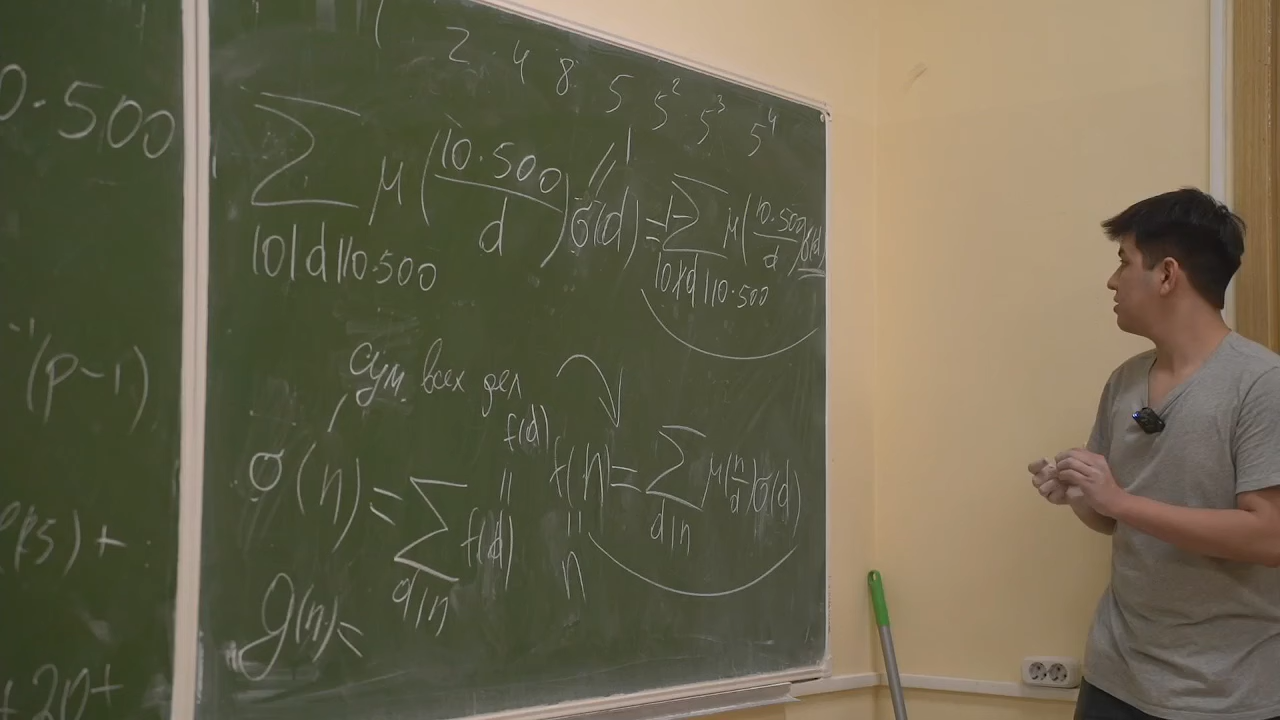 0·500
(p-1)
2 · 4 8 5 5² 5³ 5⁴
∑ μ(10·500/d) σ(d) = ∑ μ(10·500/d) σ(d)
10|d|10·500 10∤d|10·500
сум. всех дел
f(d)
σ(n) = ∑ f(d) f(n) = ∑ μ(n/d) σ(d)
d|n n d|n
g(n) =